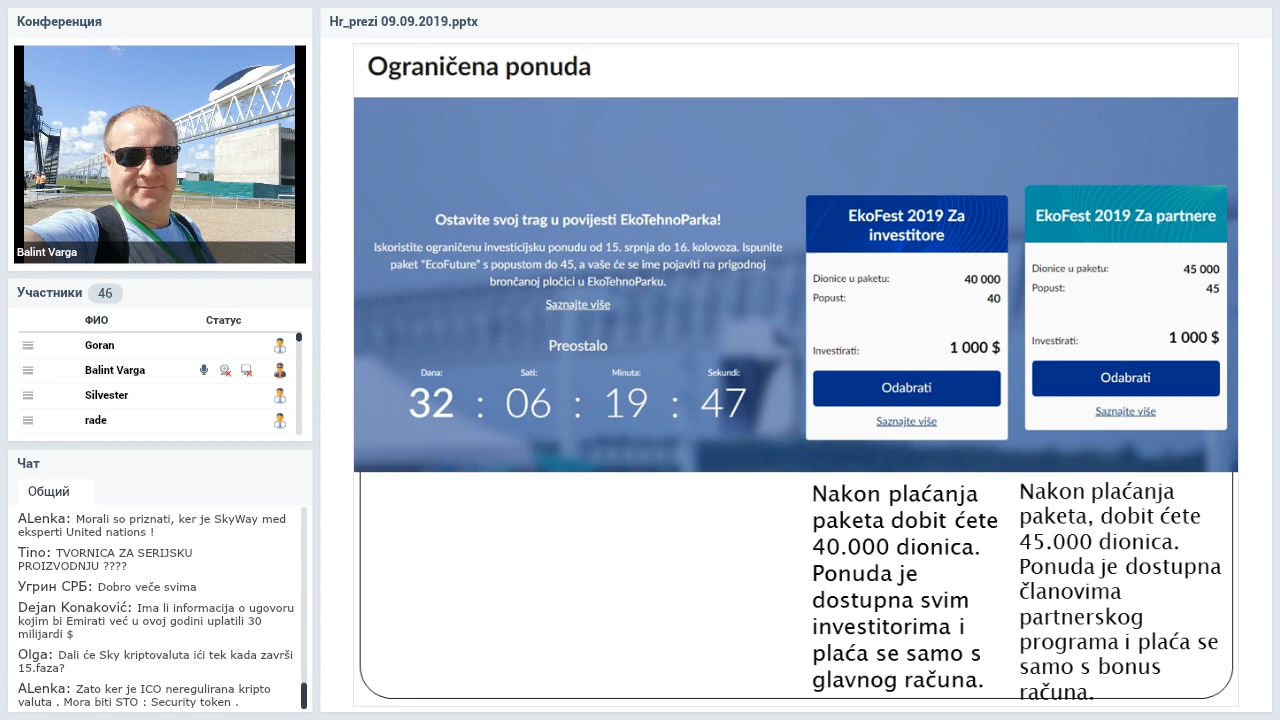 Конференция
Balint Varga
Участники 46
ФИО Статус
Goran
Balint Varga
Silvester
rade
Чат
Общий
ALenka: Morali so priznati, ker je SkyWay med
eksperti United nations !
Tino: TVORNICA ZA SERIJSKU
PROIZVODNJU ????
Угрин СРБ: Dobro veče svima
Dejan Konaković: Ima li informacija o ugovoru
kojim bi Emirati već u ovoj godini uplatili 30
milijardi $
Olga: Dali će Sky kriptovaluta ići tek kada završi
15.faza?
ALenka: Zato ker je ICO neregulirana kripto
valuta . Mora biti STO : Security token .
Hr_prezi 09.09.2019.pptx
Ograničena ponuda
Ostavite svoj trag u povijesti EkoTehnoParka!
Iskoristite ograničenu investicijsku ponudu od 15. srpnja do 16. kolovoza. Ispunite
paket "EcoFuture" s popustom do 45, a vaše će se ime pojaviti na prigodnoj
brončanoj pločici u EkoTehnoParku.
Saznajte više
Preostalo
Dana: Sati: Minuta: Sekundi:
32 : 06 : 19 : 47
EkoFest 2019 Za
investitore
Dionice u paketu: 40 000
Popust: 40
Investirati: 1 000 $
Odabrati
Saznajte više
EkoFest 2019 Za partnere
Dionice u paketu: 45 000
Popust: 45
Investirati: 1 000 $
Odabrati
Saznajte više
Nakon plaćanja
paketa dobit ćete
40.000 dionica.
Ponuda je
dostupna svim
investitorima i
plaća se samo s
glavnog računa.
Nakon plaćanja
paketa, dobit ćete
45.000 dionica.
Ponuda je dostupna
članovima
partnerskog
programa i plaća se
samo s bonus
računa.